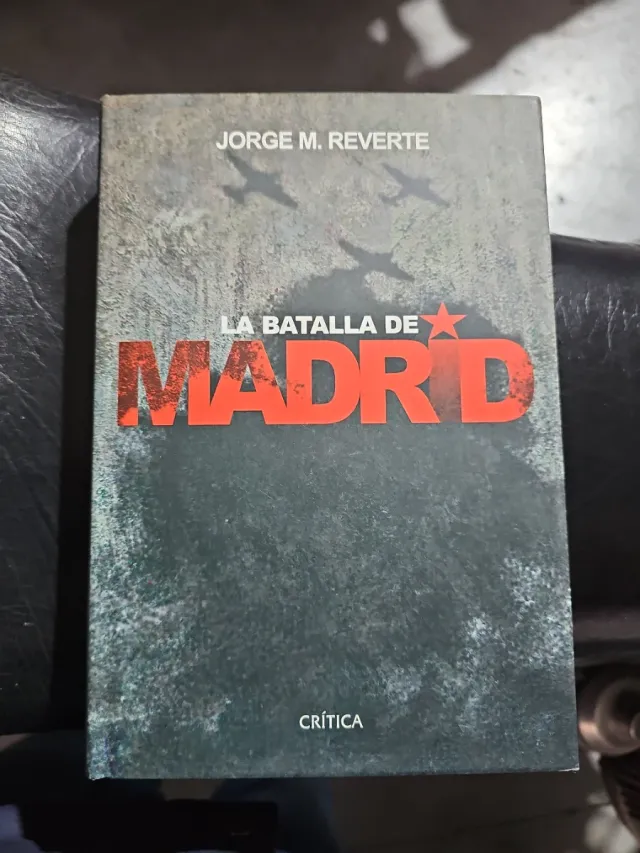 JORGE M. REVERTE
LA BATALLA DE
MADRID
CRÍTICA